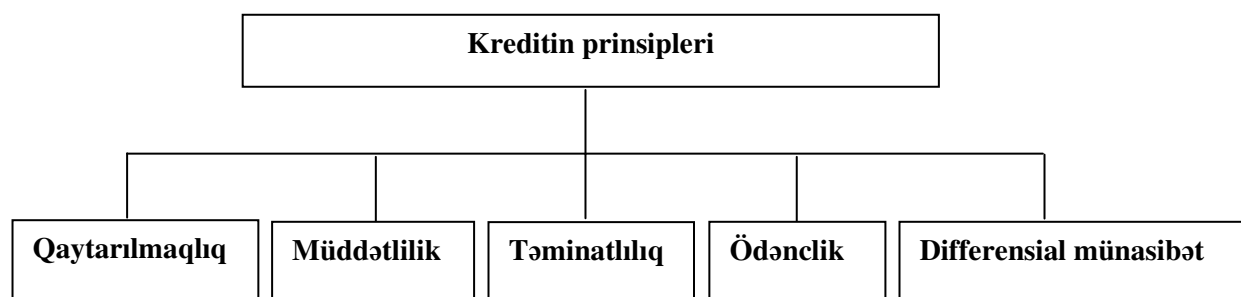 Kreditin prinsipleri
Qaytarılmaqlıq
Müddətlilik
Təminatlılıq
Ödənclik
Differensial münasibət